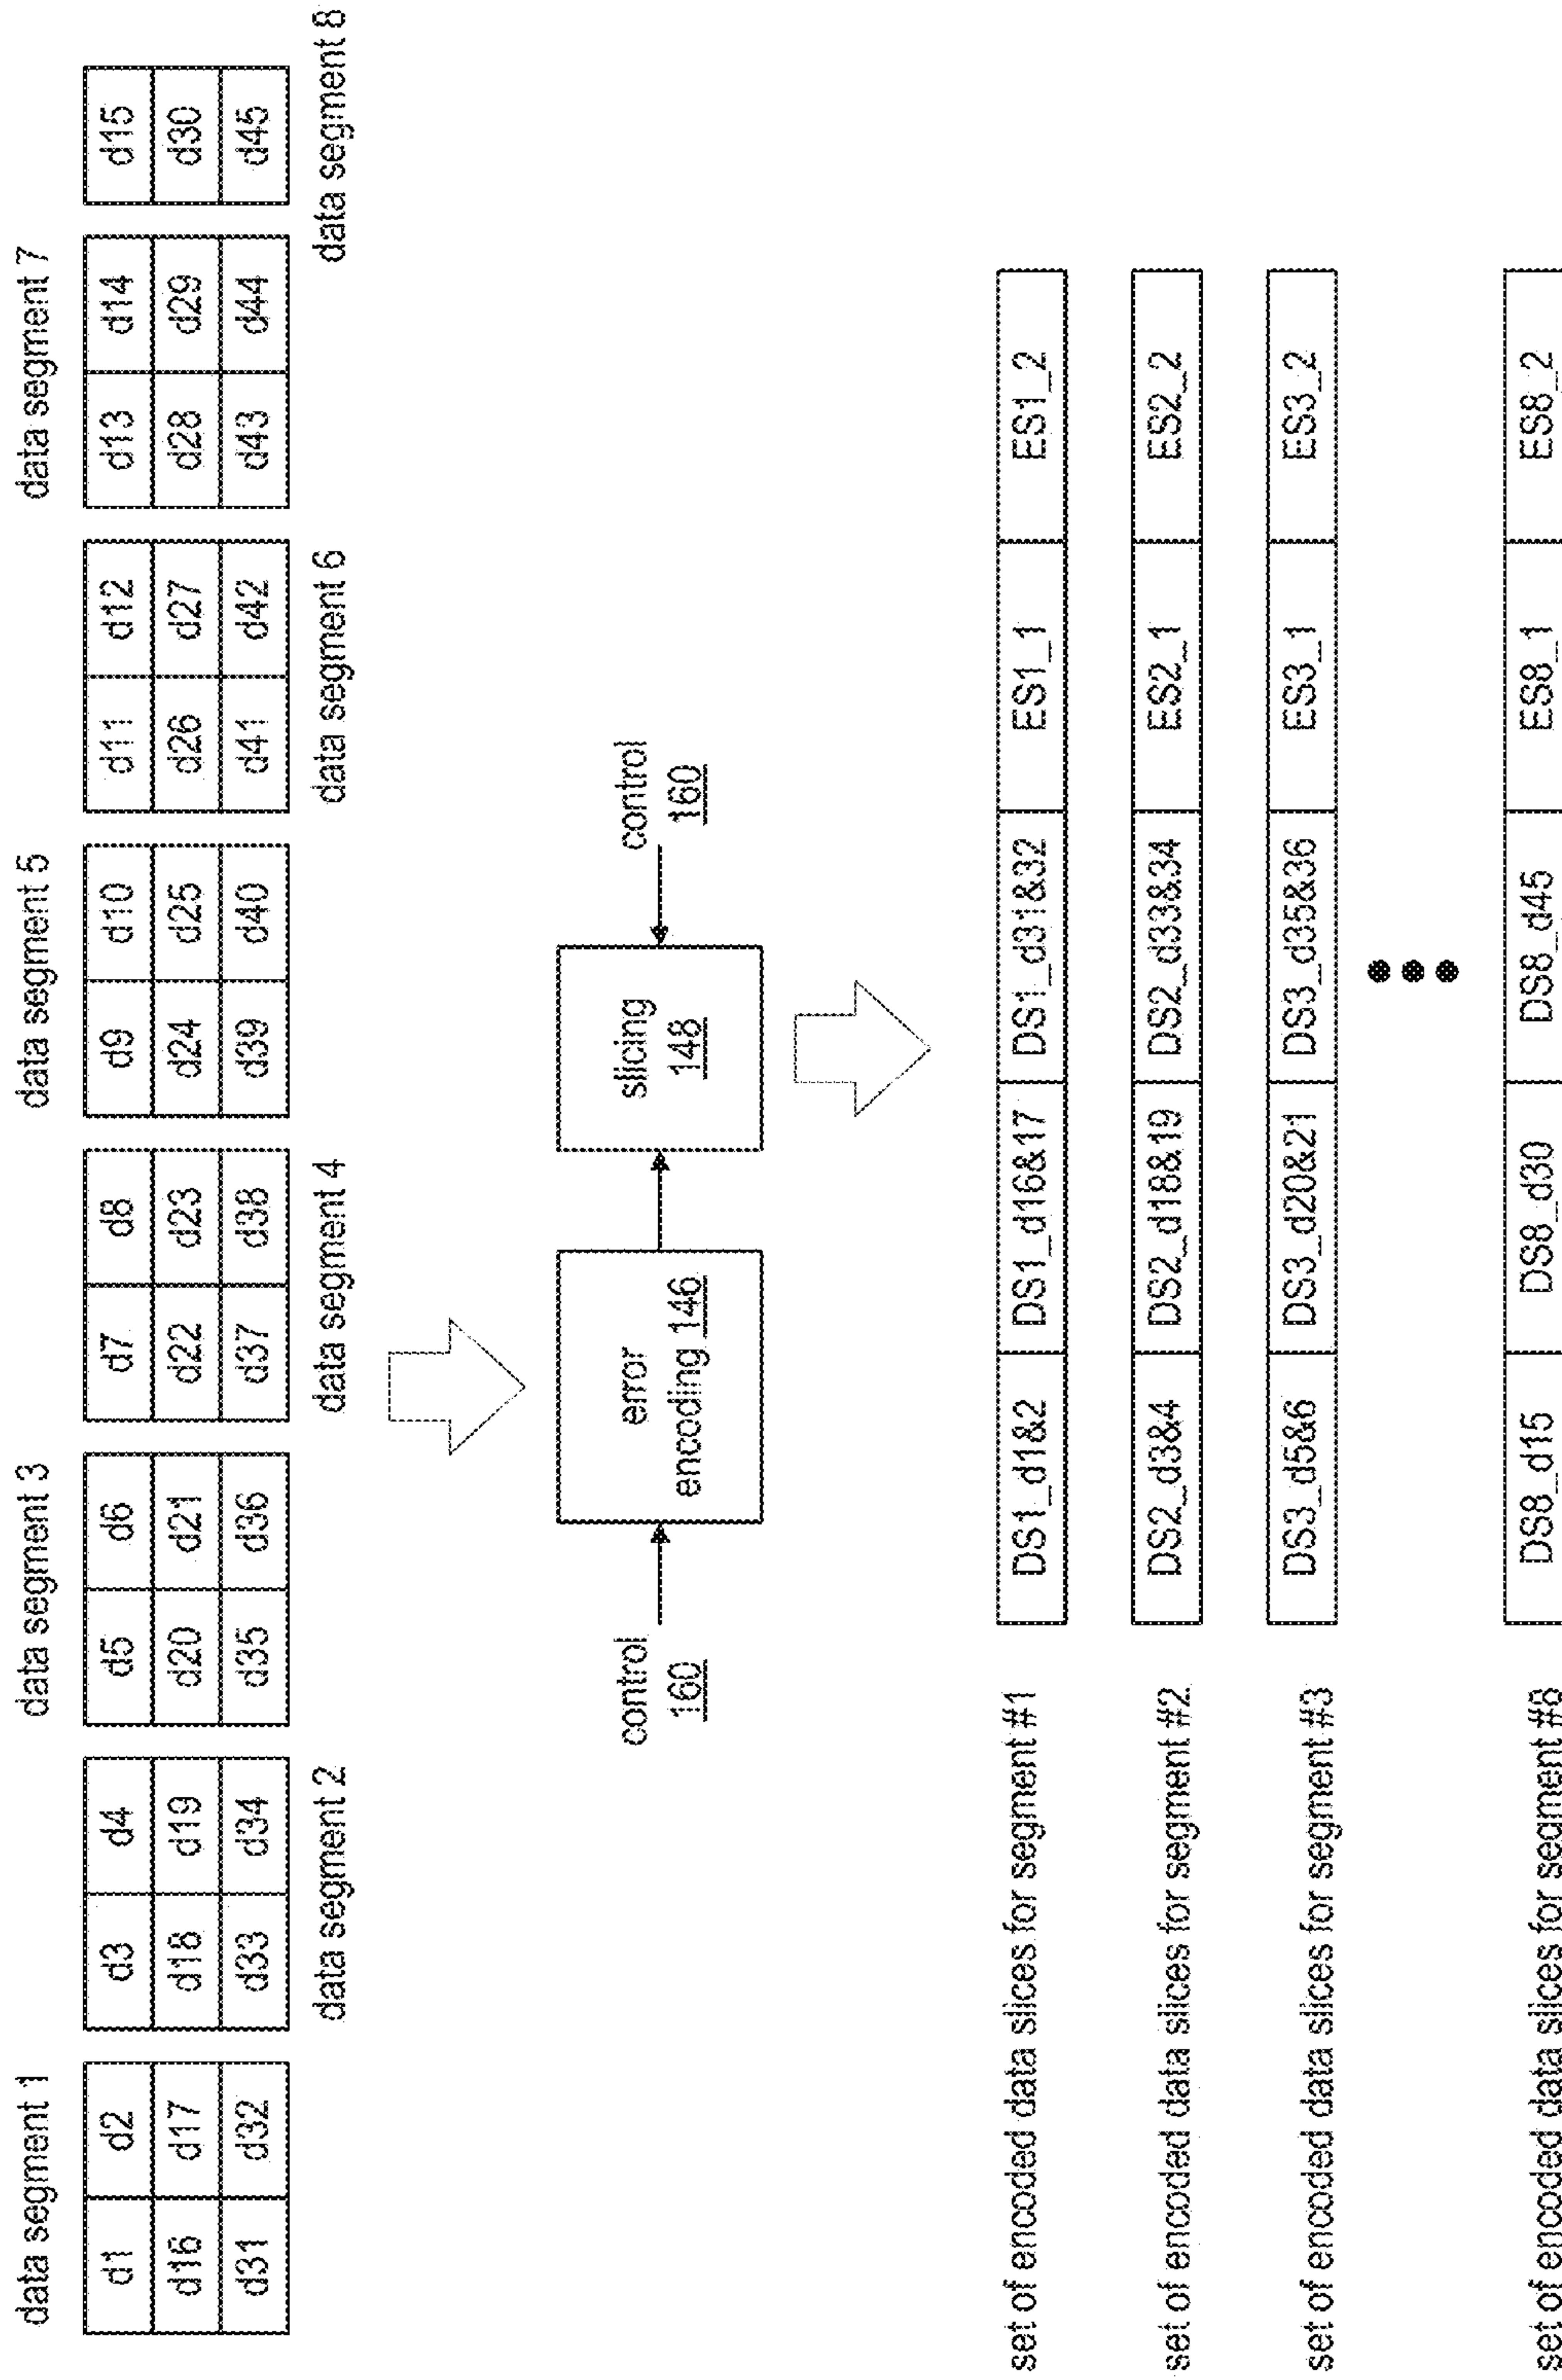 data segment 1
data segment 3
data segment 5
data segment 7
d1 d2 d3 d4 d5 d6 d7 d8 d9 d10 d11 d12 d13 d14 d15
d16 d17 d18 d19 d20 d21 d22 d23 d24 d25 d26 d27 d28 d29 d30
d31 d32 d33 d34 d35 d36 d37 d38 d39 d40 d41 d42 d43 d44 d45
data segment 2
data segment 4
data segment 6
data segment 8
control
160
error
encoding 146
slicing
148
control
160
set of encoded data slices for segment #1 DS1_d1&2 DS1_d16&17 DS1_d31&32 ES1_1 ES1_2
set of encoded data slices for segment #2 DS2_d3&4 DS2_d18&19 DS2_d33&34 ES2_1 ES2_2
set of encoded data slices for segment #3 DS3_d5&6 DS3_d20&21 DS3_d35&36 ES3_1 ES3_2
set of encoded data slices for segment #8 DS8_d15 DS8_d30 DS8_d45 ES8_1 ES8_2